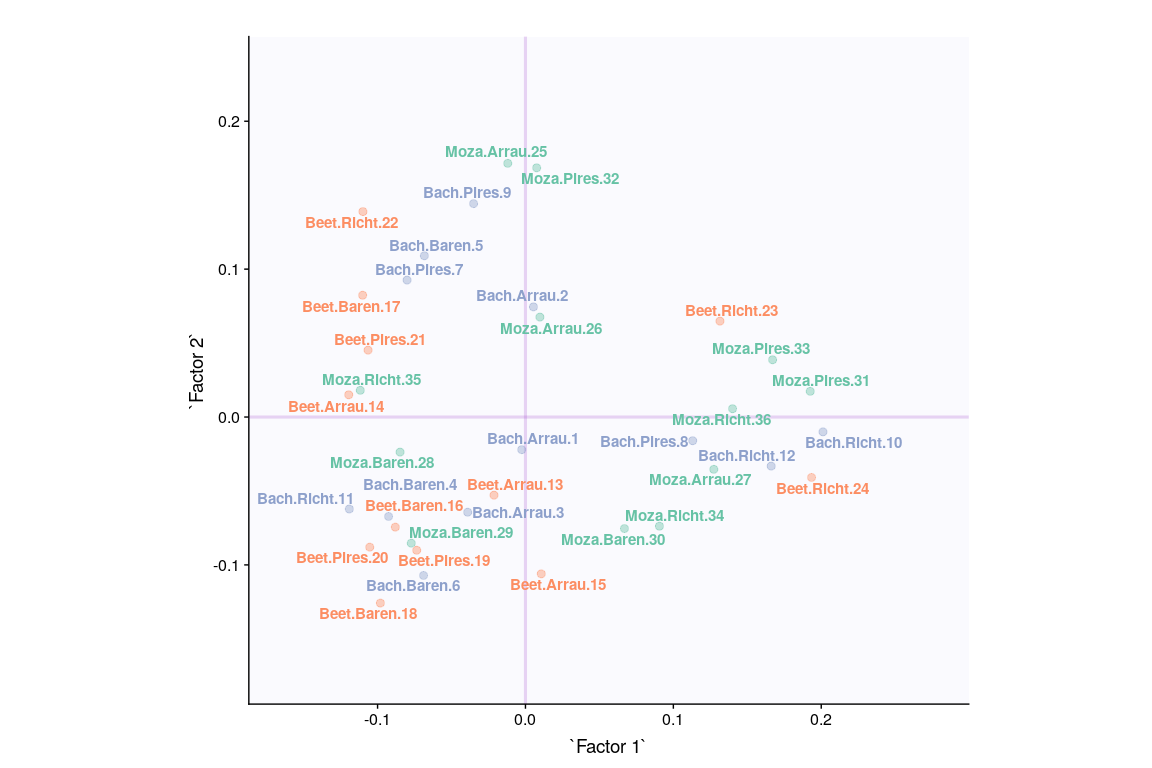 0.2
Moza.Arrau.25
Moza.Pires.32
Bach.Pires.9
Beet.Richt.22
Bach.Baren.5
0.1
Bach.Pires.7
Bach.Arrau.2
Beet.Baren.17
Beet.Richt.23
Moza.Arrau.26
Beet.Pires.21
Moza.Pires.33
Moza.Richt.35
Moza.Pires.31
Beet.Arrau.14
0.0
Moza.Richt.36
Bach.Arrau.1
Bach.Pires.8
Bach.Richt.10
Bach.Richt.12
Moza.Baren.28
Moza.Arrau.27
Bach.Baren.4
Beet.Arrau.13
Beet.Richt.24
Bach.Richt.11
Beet.Baren.16
Bach.Arrau.3
Moza.Richt.34
Moza.Baren.29
Moza.Baren.30
Beet.Pires.20
Beet.Pires.19
-0.1
Bach.Baren.6
Beet.Arrau.15
Beet.Baren.18
`Factor 2`
-0.1
0.0
0.1
0.2
`Factor 1`